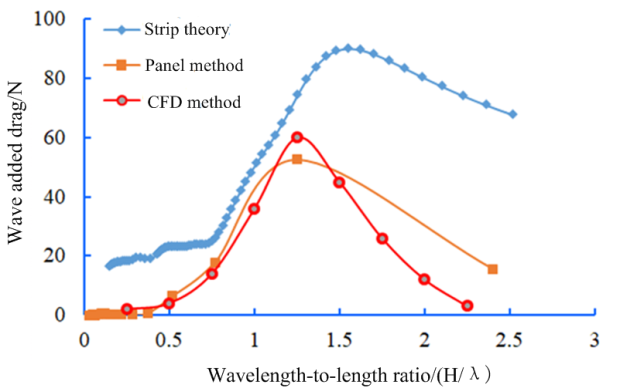 100
Strip theory
80
Panel method
CFD method
60
40
20
0
0 0.5 1 1.5 2 2.5 3
Wave added drag/N
Wavelength-to-length ratio/(H/λ)